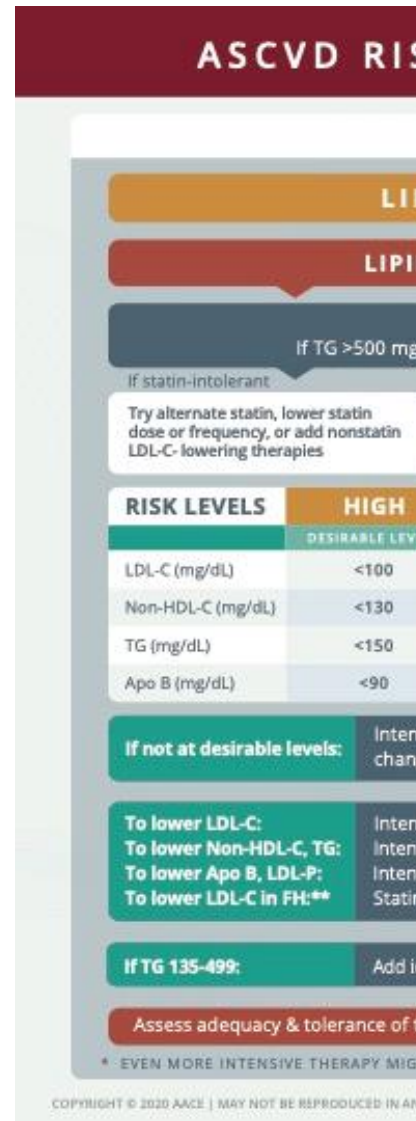 ASCVD RIS
LI
LIPI
If TG >500 mg
If statin-intolerant
Try alternate statin, lower statin
dose or frequency, or add nonstatin
LDL-C- lowering therapies
RISK LEVELS HIGH
DESIRABLE LEV
LDL-C (mg/dL) <100
Non-HDL-C (mg/dL) <130
TG (mg/dL) <150
Apo B (mg/dL) <90
If not at desirable levels: Inten
chan
To lower LDL-C: Inten
To lower Non-HDL-C, TG: Inten
To lower Apo B, LDL-P: Inten
To lower LDL-C in FH:** Statin
If TG 135-499: Add i
Assess adequacy & tolerance of t
* EVEN MORE INTENSIVE THERAPY MIG
COPYRIGHT © 2020 AACE | MAY NOT BE REPRODUCED IN AN